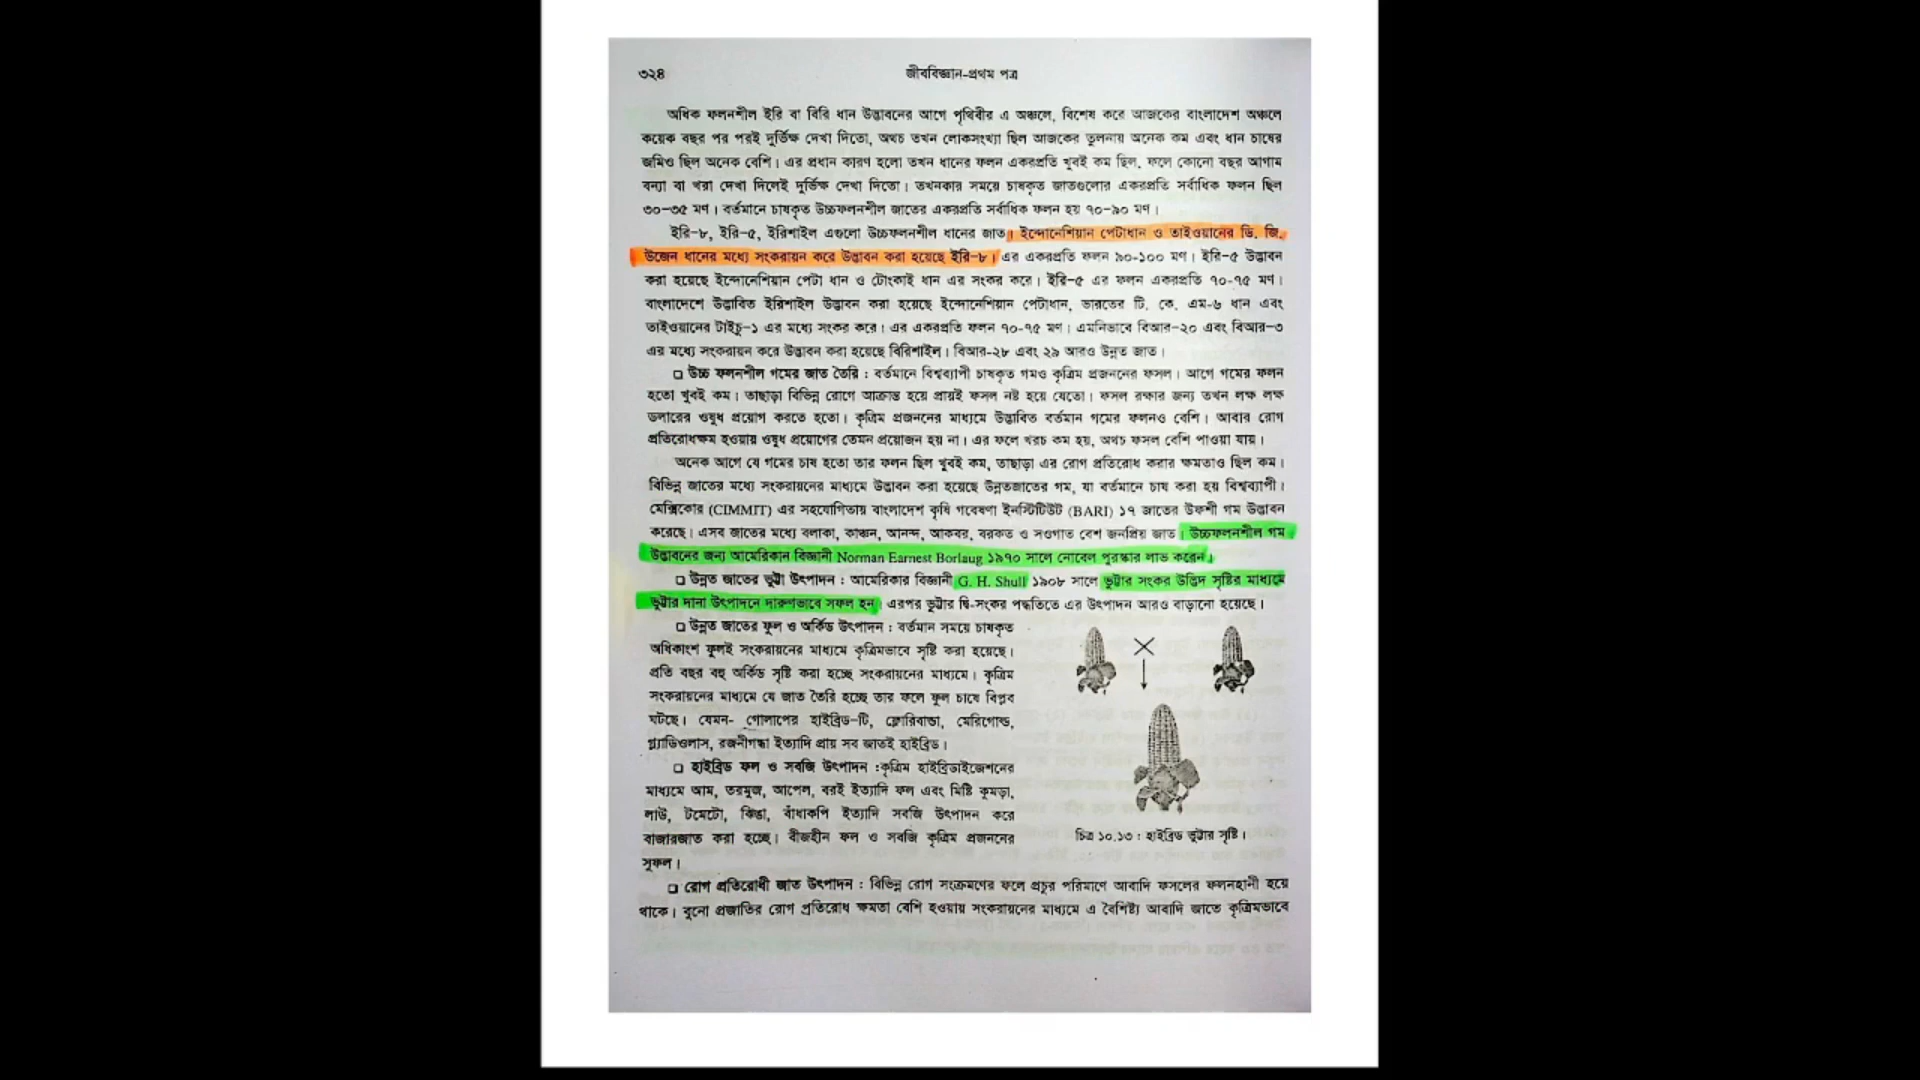 ৩২৪
জীববিজ্ঞান-প্রথম পত্র
অধিক ফলনশীল ইরি বা বিরি ধান উদ্ভাবনের আগে পৃথিবীর এ অঞ্চলে, বিশেষ করে আজকের বাংলাদেশ অঞ্চলে
কয়েক বছর পর পরই দুর্ভিক্ষ দেখা দিতো, অথচ তখন লোকসংখ্যা ছিল আজকের তুলনায় অনেক কম এবং ধান চাষের
জমিও ছিল অনেক বেশি। এর প্রধান কারণ হলো তখন ধানের ফলন একরপ্রতি খুবই কম ছিল, ফলে কোনো বছর আগাম
বন্যা বা খরা দেখা দিলেই দুর্ভিক্ষ দেখা দিতো। তখনকার সময়ে চাষকৃত জাতগুলোর একরপ্রতি সর্বাধিক ফলন ছিল
৩০-৩৫ মণ। বর্তমানে চাষকৃত উচ্চফলনশীল জাতের একরপ্রতি সর্বাধিক ফলন হয় ৭০-৯০ মণ।
ইরি-৮, ইরি-৫, ইরিশাইল এগুলো উচ্চফলনশীল ধানের জাত। ইন্দোনেশিয়ান পেটাধান ও তাইওয়ানের ডি. জি.
উজেন ধানের মধ্যে সংকরায়ন করে উদ্ভাবন করা হয়েছে ইরি-৮। এর একরপ্রতি ফলন ৯০-১০০ মণ। ইরি-৫ উদ্ভাবন
করা হয়েছে ইন্দোনেশিয়ান পেটা ধান ও টোংকাই ধান এর সংকর করে। ইরি-৫ এর ফলন একরপ্রতি ৭০-৭৫ মণ।
বাংলাদেশে উদ্ভাবিত ইরিশাইল উদ্ভাবন করা হয়েছে ইন্দোনেশিয়ান পেটাধান, ভারতের টি. কে. এম-৬ ধান এবং
তাইওয়ানের টাইচু-১ এর মধ্যে সংকর করে। এর একরপ্রতি ফলন ৭০-৭৫ মণ। এমনিভাবে বিআর-২০ এবং বিআর-৩
এর মধ্যে সংকরায়ন করে উদ্ভাবন করা হয়েছে বিরিশাইল। বিআর-২৮ এবং ২৯ আরও উন্নত জাত।
❑ উচ্চ ফলনশীল গমের জাত তৈরি : বর্তমানে বিশ্বব্যাপী চাষকৃত গমও কৃত্রিম প্রজননের ফসল। আগে গমের ফলন
হতো খুবই কম। তাছাড়া বিভিন্ন রোগে আক্রান্ত হয়ে প্রায়ই ফসল নষ্ট হয়ে যেতো। ফসল রক্ষার জন্য তখন লক্ষ লক্ষ
ডলারের ওষুধ প্রয়োগ করতে হতো। কৃত্রিম প্রজননের মাধ্যমে উদ্ভাবিত বর্তমান গমের ফলনও বেশি। আবার রোগ
প্রতিরোধক্ষম হওয়ায় ওষুধ প্রয়োগের তেমন প্রয়োজন হয় না। এর ফলে খরচ কম হয়, অথচ ফসল বেশি পাওয়া যায়।
অনেক আগে যে গমের চাষ হতো তার ফলন ছিল খুবই কম, তাছাড়া এর রোগ প্রতিরোধ করার ক্ষমতাও ছিল কম।
বিভিন্ন জাতের মধ্যে সংকরায়নের মাধ্যমে উদ্ভাবন করা হয়েছে উন্নতজাতের গম, যা বর্তমানে চাষ করা হয় বিশ্বব্যাপী।
মেক্সিকোর (CIMMIT) এর সহযোগিতায় বাংলাদেশ কৃষি গবেষণা ইনস্টিটিউট (BARI) ১৭ জাতের উফশী গম উদ্ভাবন
করেছে। এসব জাতের মধ্যে বলাকা, কাঞ্চন, আনন্দ, আকবর, বরকত ও সওগাত বেশ জনপ্রিয় জাত। উচ্চফলনশীল গম
উদ্ভাবনের জন্য আমেরিকান বিজ্ঞানী Norman Earnest Borlaug ১৯৭০ সালে নোবেল পুরস্কার লাভ করেন।
❑ উন্নত জাতের ভুট্টা উৎপাদন : আমেরিকার বিজ্ঞানী G. H. Shull ১৯০৮ সালে ভুট্টার সংকর উদ্ভিদ সৃষ্টির মাধ্যমে
ভুট্টার দানা উৎপাদনে দারুণভাবে সফল হন। এরপর ভুট্টার দ্বি-সংকর পদ্ধতিতে এর উৎপাদন আরও বাড়ানো হয়েছে।
❑ উন্নত জাতের ফুল ও অর্কিড উৎপাদন : বর্তমান সময়ে চাষকৃত
অধিকাংশ ফুলই সংকরায়নের মাধ্যমে কৃত্রিমভাবে সৃষ্টি করা হয়েছে।
প্রতি বছর বহু অর্কিড সৃষ্টি করা হচ্ছে সংকরায়নের মাধ্যমে। কৃত্রিম
সংকরায়নের মাধ্যমে যে জাত তৈরি হচ্ছে তার ফলে ফুল চাষে বিপ্লব
ঘটছে। যেমন- গোলাপের হাইব্রিড-টি, ফ্লোরিবান্ডা, মেরিগোল্ড,
গ্ল্যাডিওলাস, রজনীগন্ধা ইত্যাদি প্রায় সব জাতই হাইব্রিড।
❑ হাইব্রিড ফল ও সবজি উৎপাদন :কৃত্রিম হাইব্রিডাইজেশনের
মাধ্যমে আম, তরমুজ, আপেল, বরই ইত্যাদি ফল এবং মিষ্টি কুমড়া,
লাউ, টমেটো, ঝিঙা, বাঁধাকপি ইত্যাদি সবজি উৎপাদন করে
বাজারজাত করা হচ্ছে। বীজহীন ফল ও সবজি কৃত্রিম প্রজননের
সুফল।
চিত্র ১০.১৩ : হাইব্রিড ভুট্টার সৃষ্টি।
❑ রোগ প্রতিরোধী জাত উৎপাদন : বিভিন্ন রোগ সংক্রমণের ফলে প্রচুর পরিমাণে আবাদি ফসলের ফলনহানী হয়ে
থাকে। বুনো প্রজাতির রোগ প্রতিরোধ ক্ষমতা বেশি হওয়ায় সংকরায়নের মাধ্যমে এ বৈশিষ্ট্য আবাদি জাতে কৃত্রিমভাবে